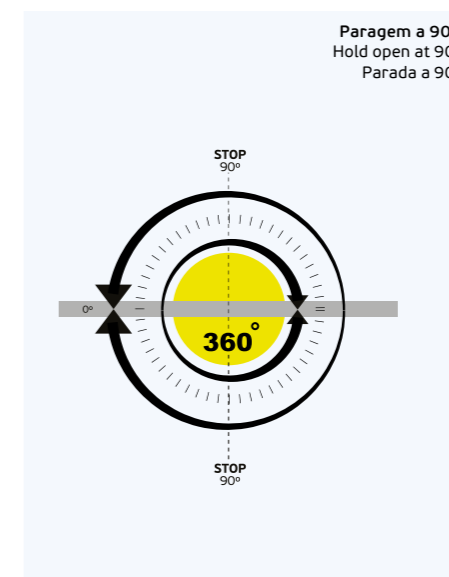 Paragem a 90
Hold open at 90
Parada a 90
STOP
90º
0º
360°
STOP
90º